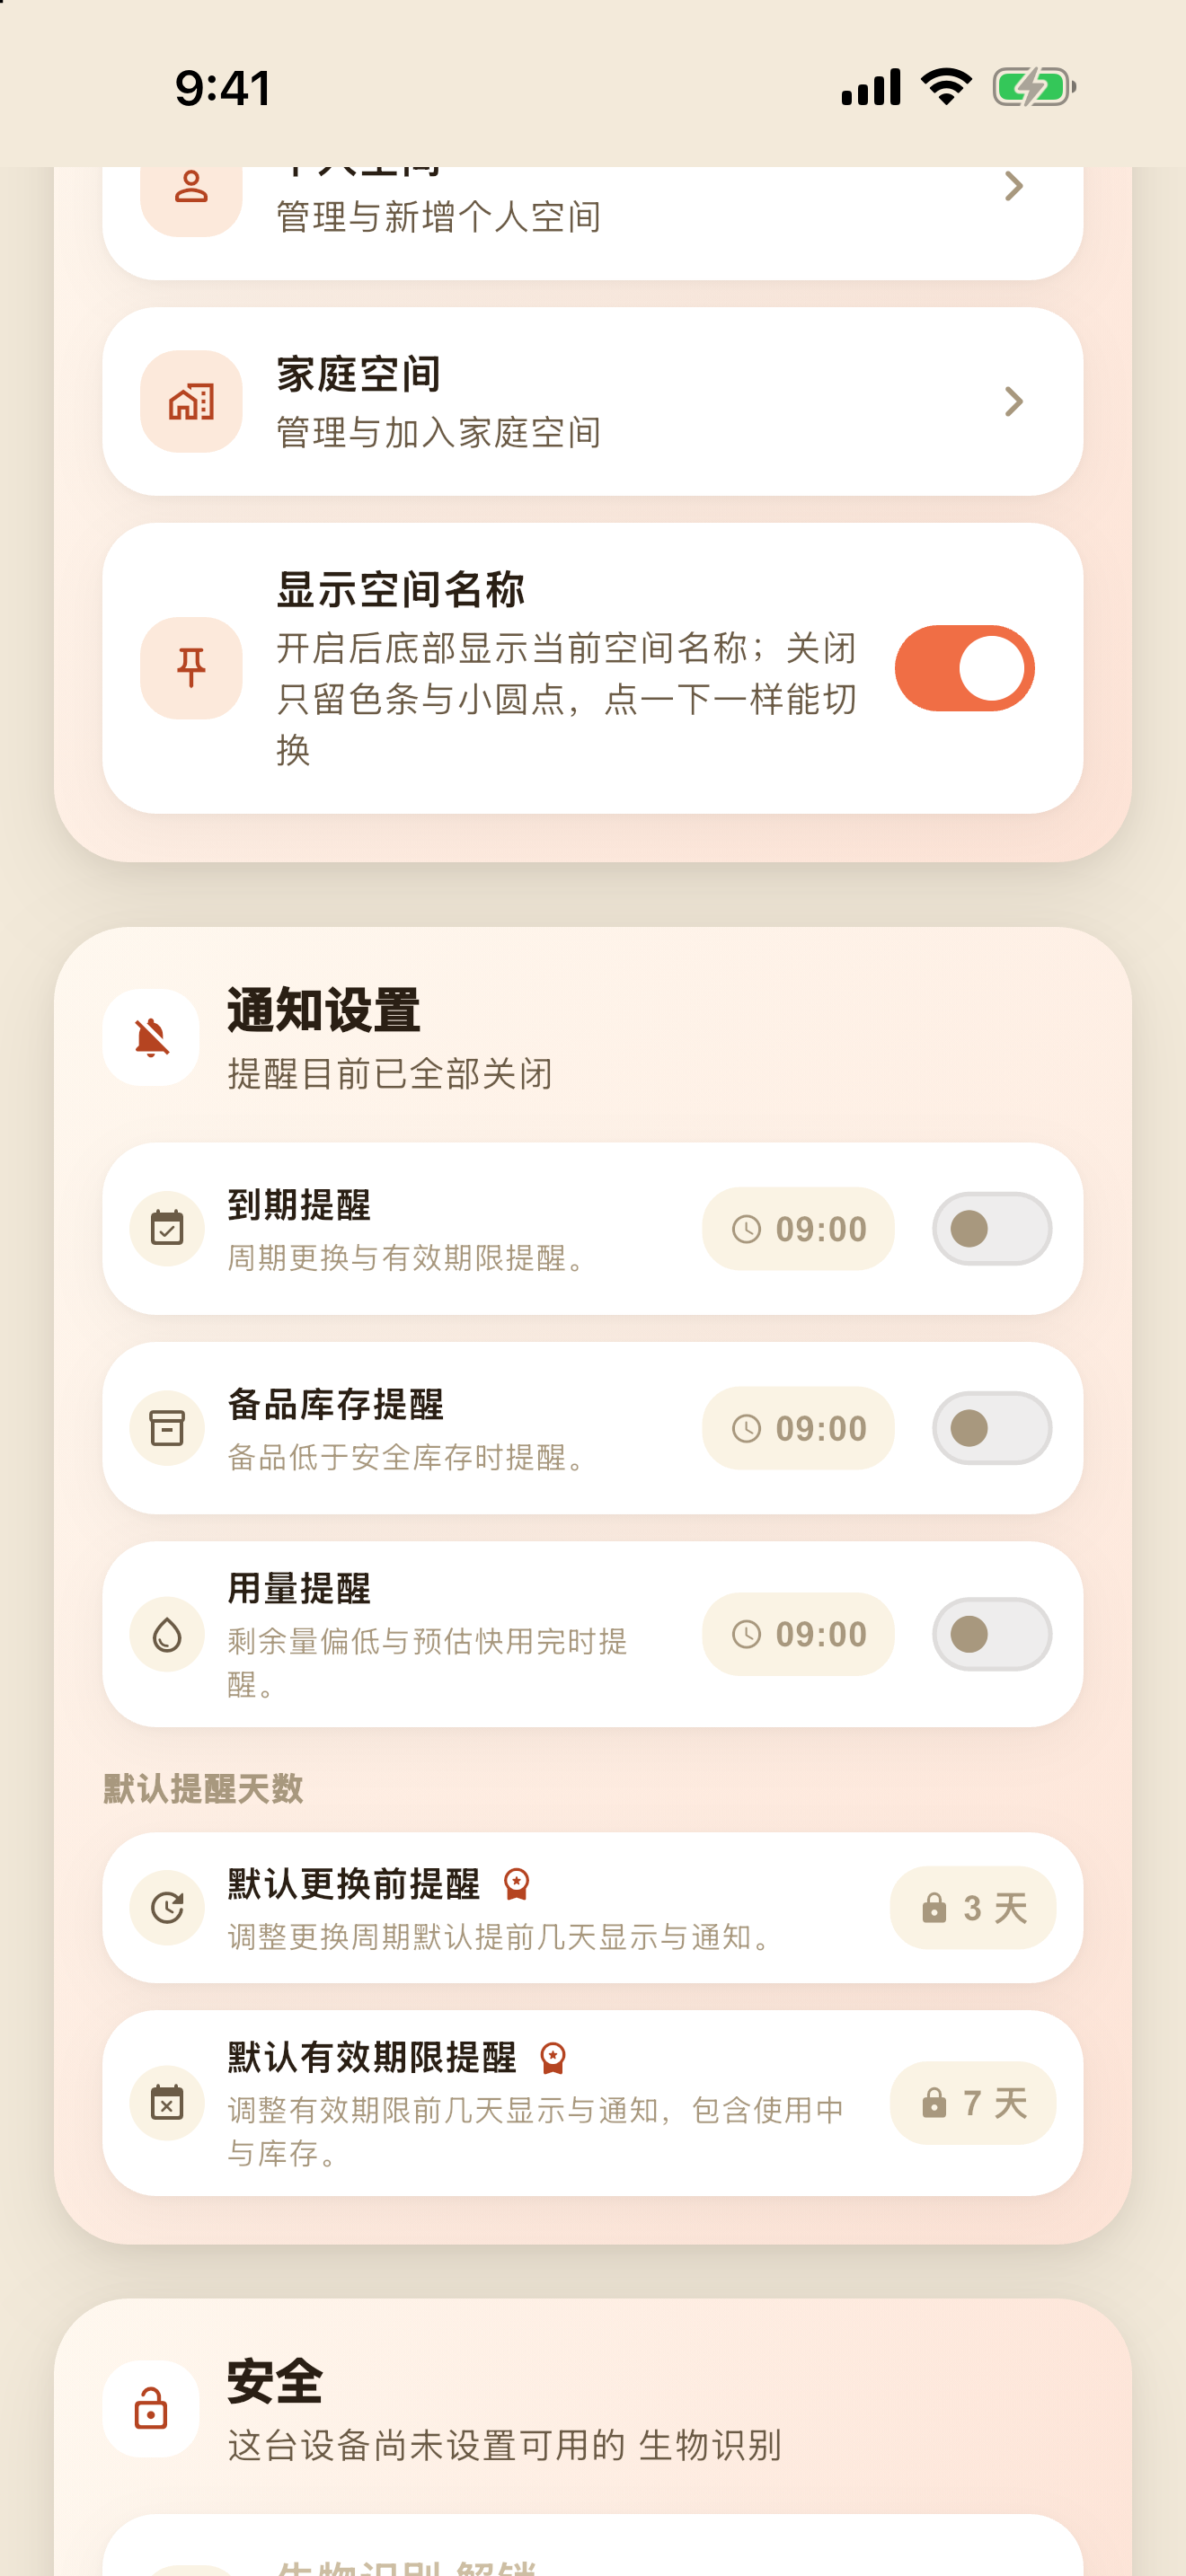 9:41
管理与新增个人空间
家庭空间
管理与加入家庭空间
显示空间名称
开启后底部显示当前空间名称；关闭
只留色条与小圆点，点一下一样能切
换
通知设置
提醒目前已全部关闭
到期提醒
周期更换与有效期限提醒。
09:00
备品库存提醒
备品低于安全库存时提醒。
09:00
用量提醒
剩余量偏低与预估快用完时提
醒。
09:00
默认提醒天数
默认更换前提醒
调整更换周期默认提前几天显示与通知。
3 天
默认有效期限提醒
调整有效期限前几天显示与通知，包含使用中
与库存。
7 天
安全
这台设备尚未设置可用的 生物识别
生物识别 解锁